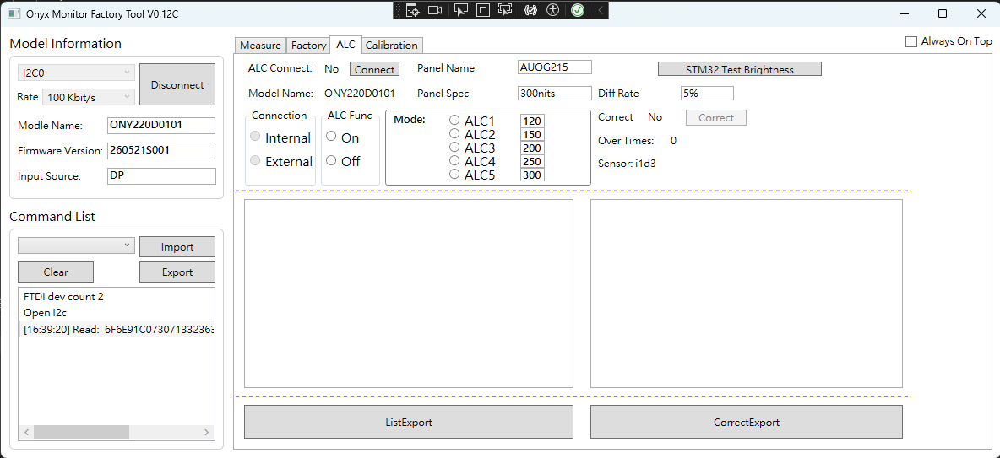 Onyx Monitor Factory Tool V0.12C
Model Information
I2C0
Disconnect
Rate 100 Kbit/s
Modle Name: ONY220D0101
Firmware Version: 260521S001
Input Source: DP
Command List
Import
Clear
Export
FTDI dev count 2
Open I2c
[16:39:20] Read: 6F6E91C073071332363
Measure Factory ALC Calibration
Always On Top
ALC Connect: No Connect Panel Name AUOG215 STM32 Test Brightness
Model Name: ONY220D0101 Panel Spec 300nits Diff Rate 5%
Connection
Internal
External
ALC Func
On
Off
Mode:
ALC1 120
ALC2 150
ALC3 200
ALC4 250
ALC5 300
Correct No Correct
Over Times: 0
Sensor: i1d3
ListExport
CorrectExport